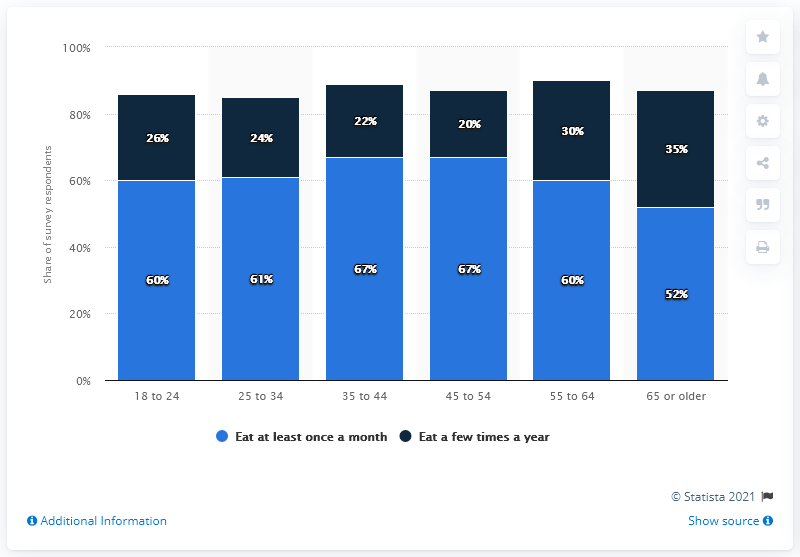 100%
80%
60%
40%
20%
0%
Share of survey respondents
26% 24% 22% 20% 30% 35%
60% 61% 67% 67% 60% 52%
18 to 24 25 to 34 35 to 44 45 to 54 55 to 64 65 or older
Eat at least once a month Eat a few times a year
© Statista 2021
Additional Information Show source